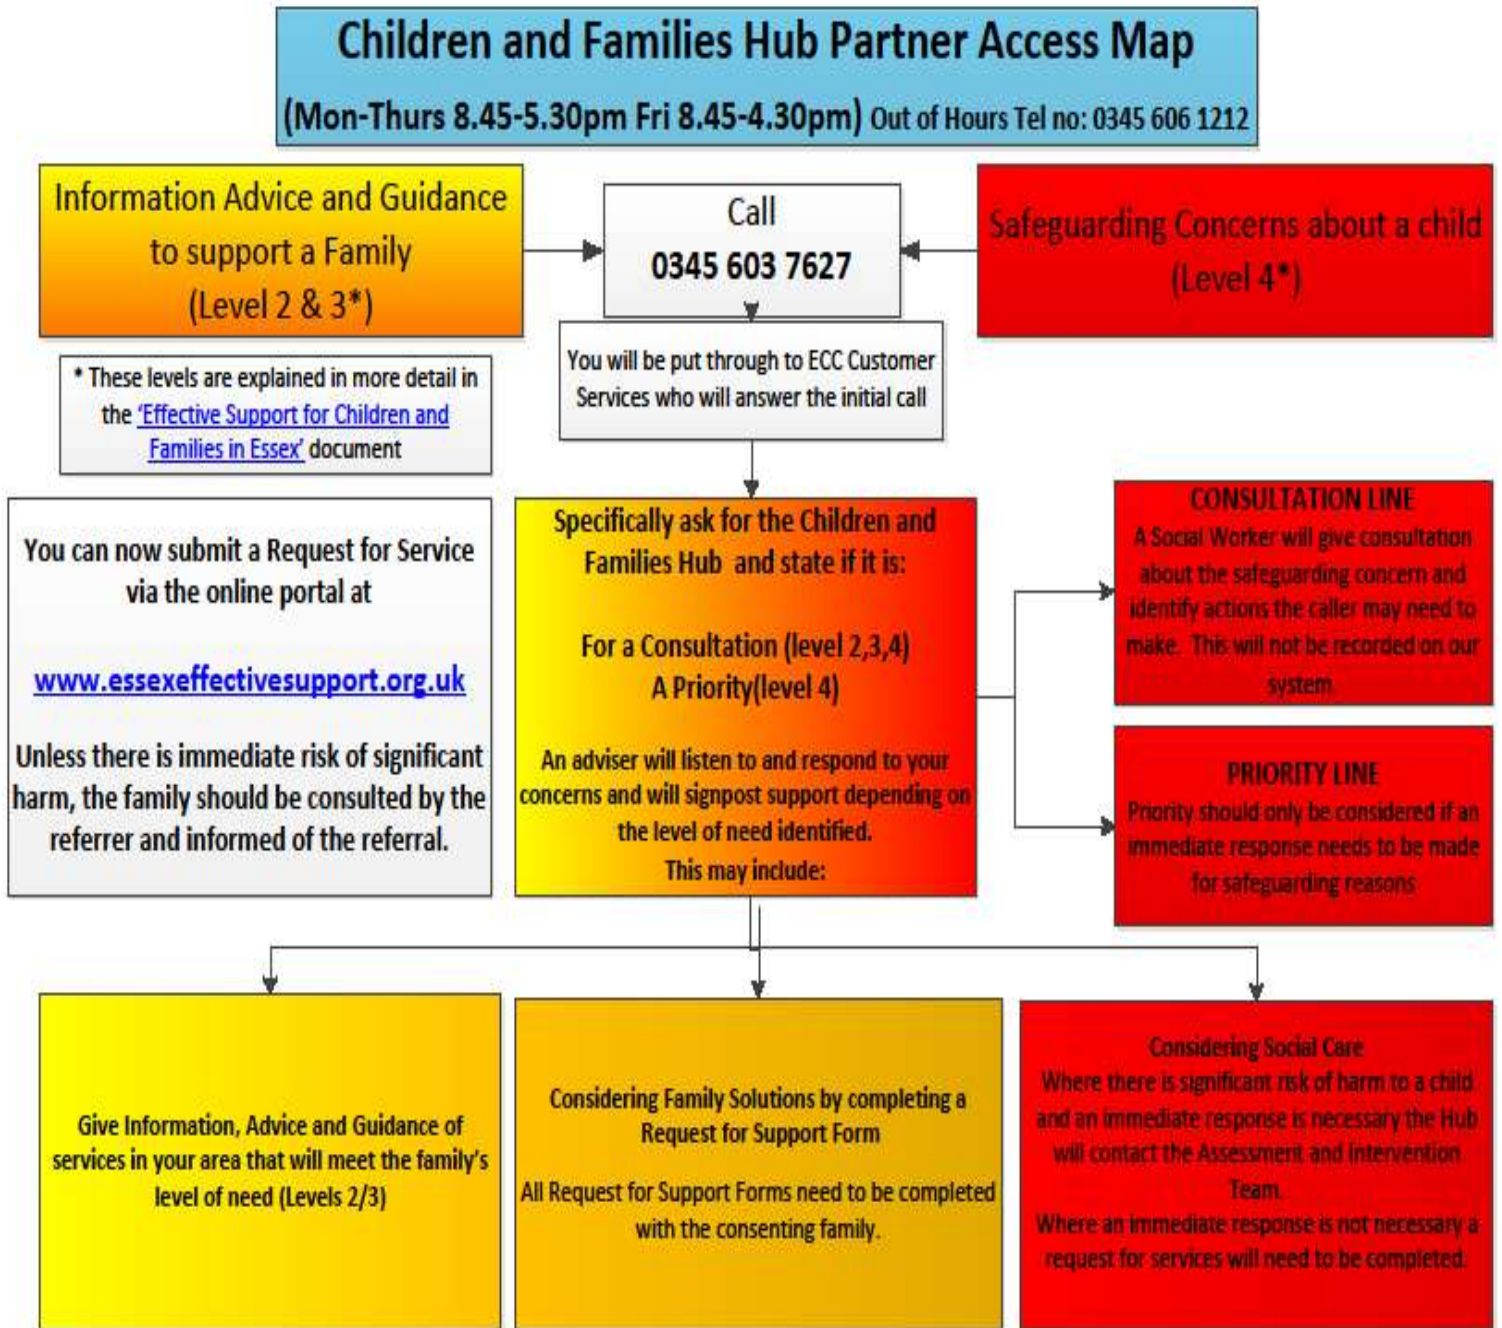 Children and Families Hub Partner Access Map
(Mon-Thurs 8.45-5.30pm Fri 8.45-4.30pm) Out of Hours Tel no: 0345 606 1212
Information Advice and Guidance
to support a Family
(Level 2 & 3*)
Call
0345 603 7627
Safeguarding Concerns about a child
(Level 4*)
* These levels are explained in more detail in
the 'Effective Support for Children and
Families in Essex' document
You will be put through to ECC Customer
Services who will answer the initial call
You can now submit a Request for Service
via the online portal at
www.essexeffectivesupport.org.uk
Unless there is immediate risk of significant
harm, the family should be consulted by the
referrer and informed of the referral.
Specifically ask for the Children and
Families Hub and state if it is:
For a Consultation (level 2,3,4)
A Priority(level 4)
An adviser will listen to and respond to your
concerns and will signpost support depending on
the level of need identified.
This may include:
CONSULTATION LINE
A Social Worker will give consultation
about the safeguarding concern and
identify actions the caller may need to
make. This will not be recorded on our
system.
PRIORITY LINE
Priority should only be considered if an
immediate response needs to be made
for safeguarding reasons
Give Information, Advice and Guidance of
services in your area that will meet the family's
level of need (Levels 2/3)
Considering Family Solutions by completing a
Request for Support Form
All Request for Support Forms need to be completed
with the consenting family.
Considering Social Care
Where there is significant risk of harm to a child
and an immediate response is necessary the Hub
will contact the Assessment and Intervention
Team.
Where an immediate response is not necessary a
request for services will need to be completed.